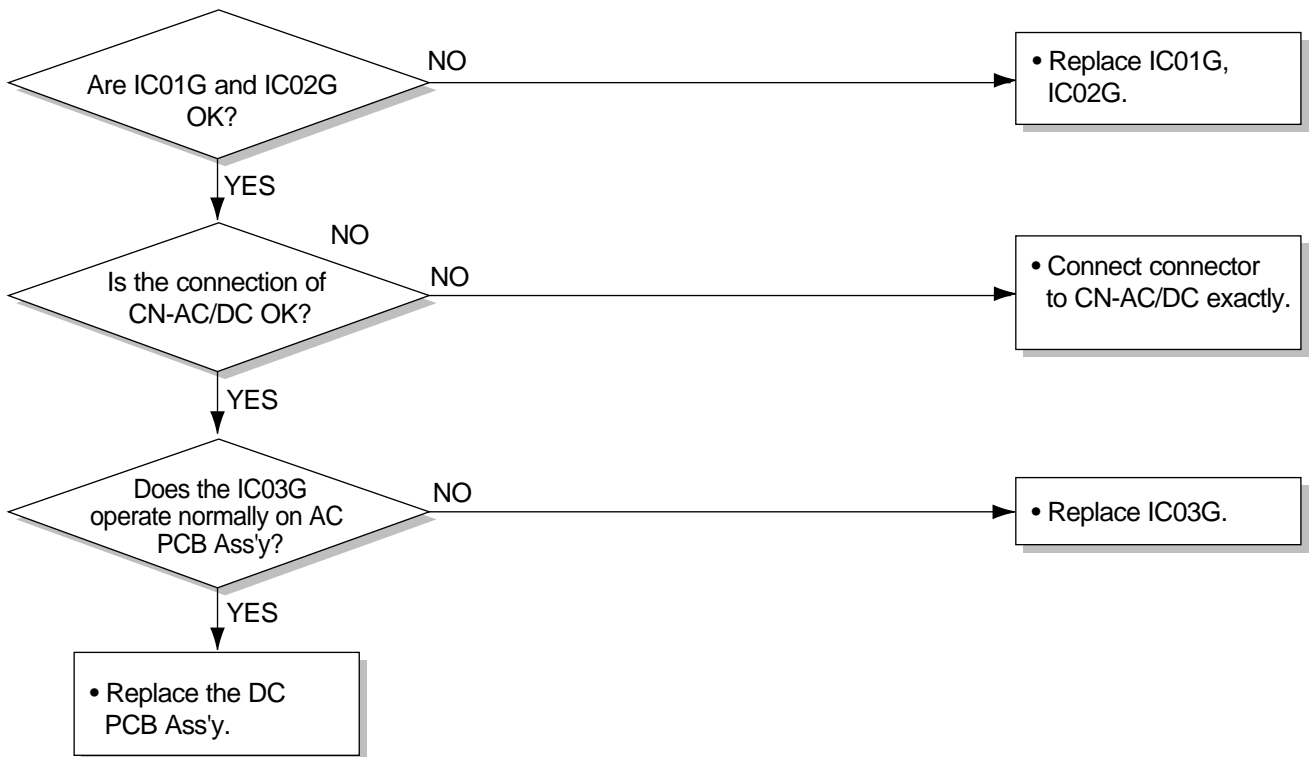 Are IC01G and IC02G
OK?
NO
• Replace IC01G,
IC02G.
YES
NO
Is the connection of
CN-AC/DC OK?
NO
• Connect connector
to CN-AC/DC exactly.
YES
Does the IC03G
operate normally on AC
PCB Ass'y?
NO
• Replace IC03G.
YES
• Replace the DC
PCB Ass'y.